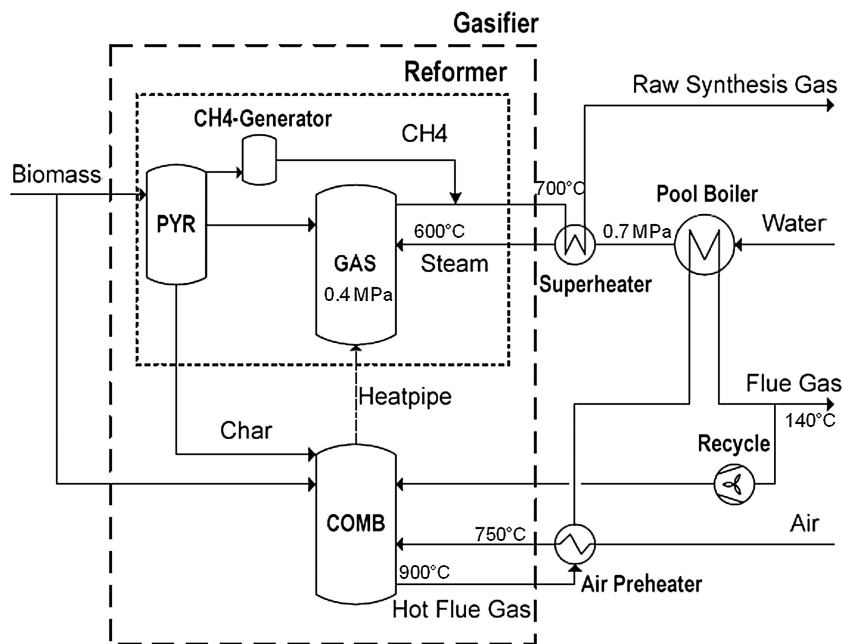 Gasifier
Reformer
Raw Synthesis Gas
CH4-Generator
CH4
Biomass
700°C
Pool Boiler
PYR
600°C
0.7 MPa
Water
GAS
Steam
Superheater
0.4 MPa
Heatpipe
Flue Gas
140°C
Char
Recycle
COMB
750°C
Air
900°C
Air Preheater
Hot Flue Gas